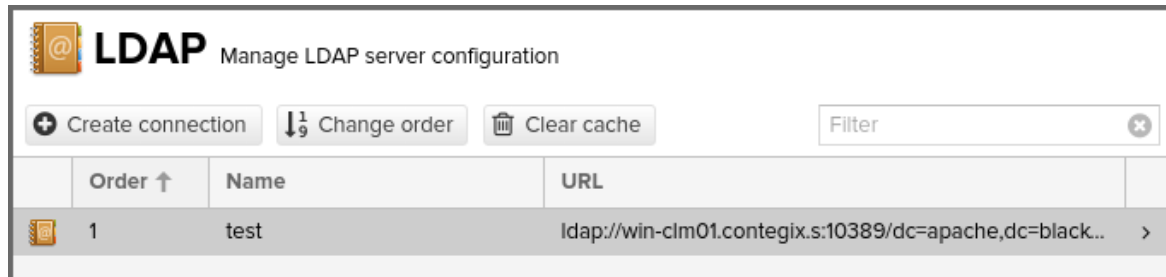 LDAP Manage LDAP server configuration
Create connection Change order Clear cache Filter
Order Name URL
1 test ldap://win-clm01.contegix.s:10389/dc=apache,dc=black...